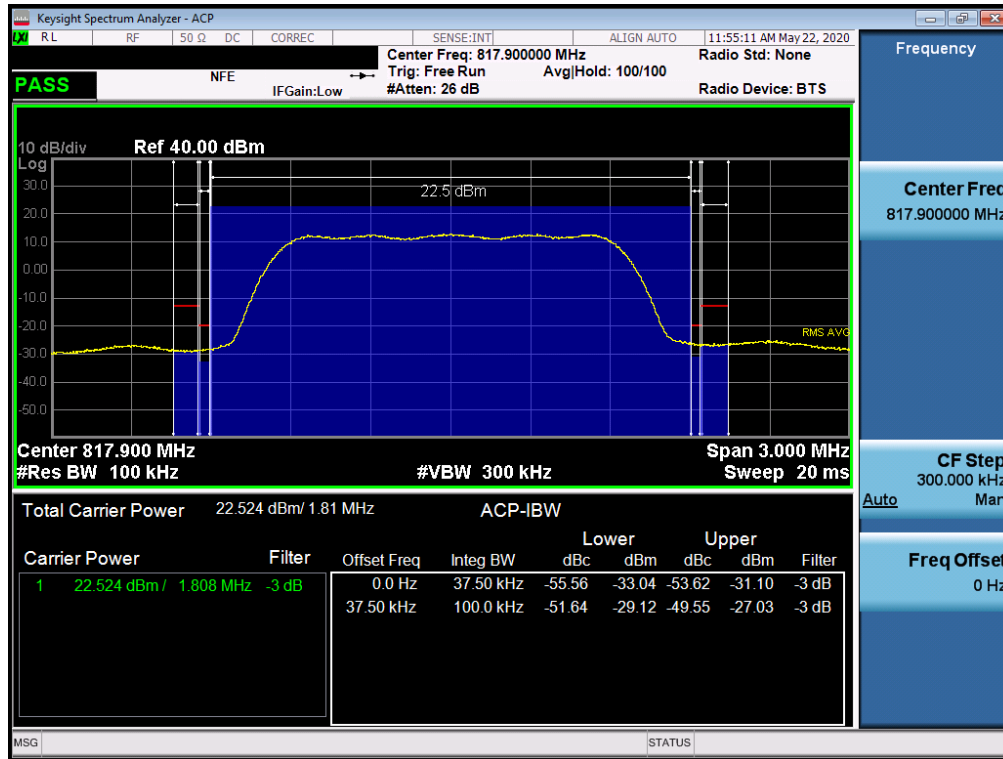 Keysight Spectrum Analyzer - ACP
LXI RL RF 50 Ω DC CORREC SENSE:INT ALIGN AUTO 11:55:11 AM May 22, 2020
Center Freq: 817.900000 MHz Radio Std: None
NFE Trig: Free Run Avg|Hold: 100/100
PASS IFGain:Low #Atten: 26 dB Radio Device: BTS
10 dB/div Ref 40.00 dBm
Log
30.0
20.0
10.0
0.00
-10.0
-20.0
-30.0
-40.0
-50.0
22.5 dBm
RMS AVG
Center 817.900 MHz Span 3.000 MHz
#Res BW 100 kHz #VBW 300 kHz Sweep 20 ms
Total Carrier Power 22.524 dBm/ 1.81 MHz ACP-IBW
Lower Upper
Carrier Power Filter Offset Freq Integ BW dBc dBm dBc dBm Filter
1 22.524 dBm / 1.808 MHz -3 dB 0.0 Hz 37.50 kHz -55.56 -33.04 -53.62 -31.10 -3 dB
37.50 kHz 100.0 kHz -51.64 -29.12 -49.55 -27.03 -3 dB
MSG STATUS
Frequency
Center Freq
817.900000 MHz
CF Step
300.000 kHz
Auto Man
Freq Offset
0 Hz